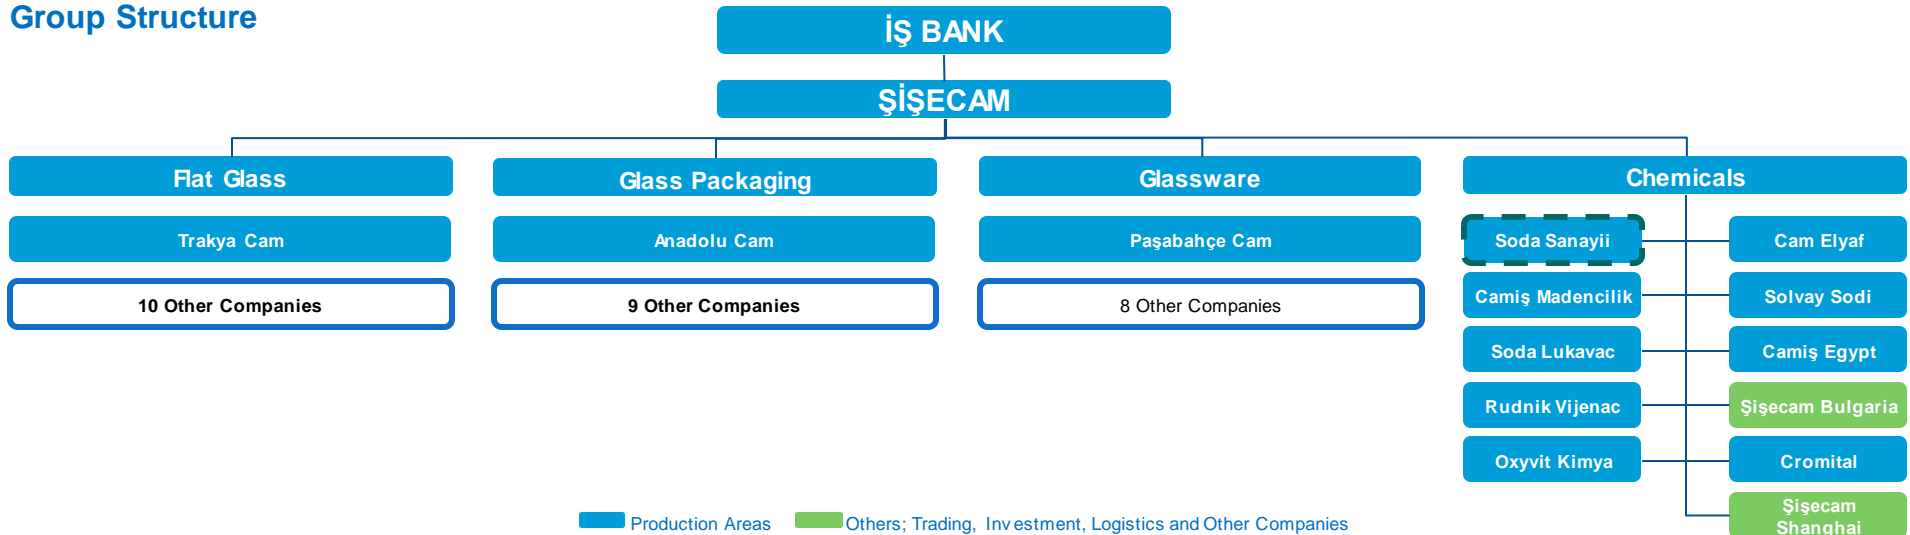 Group Structure
İŞ BANK
ŞİŞECAM
Flat Glass
Glass Packaging
Glassware
Chemicals
Trakya Cam
Anadolu Cam
Paşabahçe Cam
10 Other Companies
9 Other Companies
8 Other Companies
Soda Sanayii
Cam Elyaf
Camiş Madencilik
Solvay Sodi
Soda Lukavac
Camiş Egypt
Rudnik Vijenac
Şişecam Bulgaria
Oxyvit Kimya
Cromital
Şişecam
Shanghai
Production Areas
Others; Trading, Investment, Logistics and Other Companies